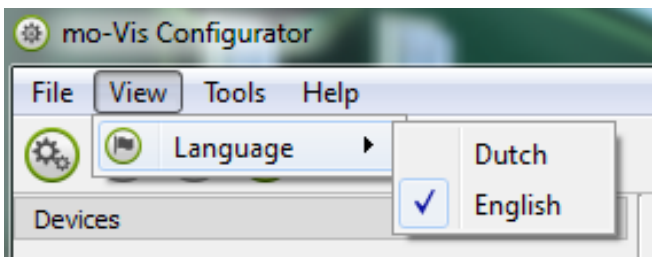 mo-Vis Configurator
File View Tools Help
Language
Dutch
English
Devices